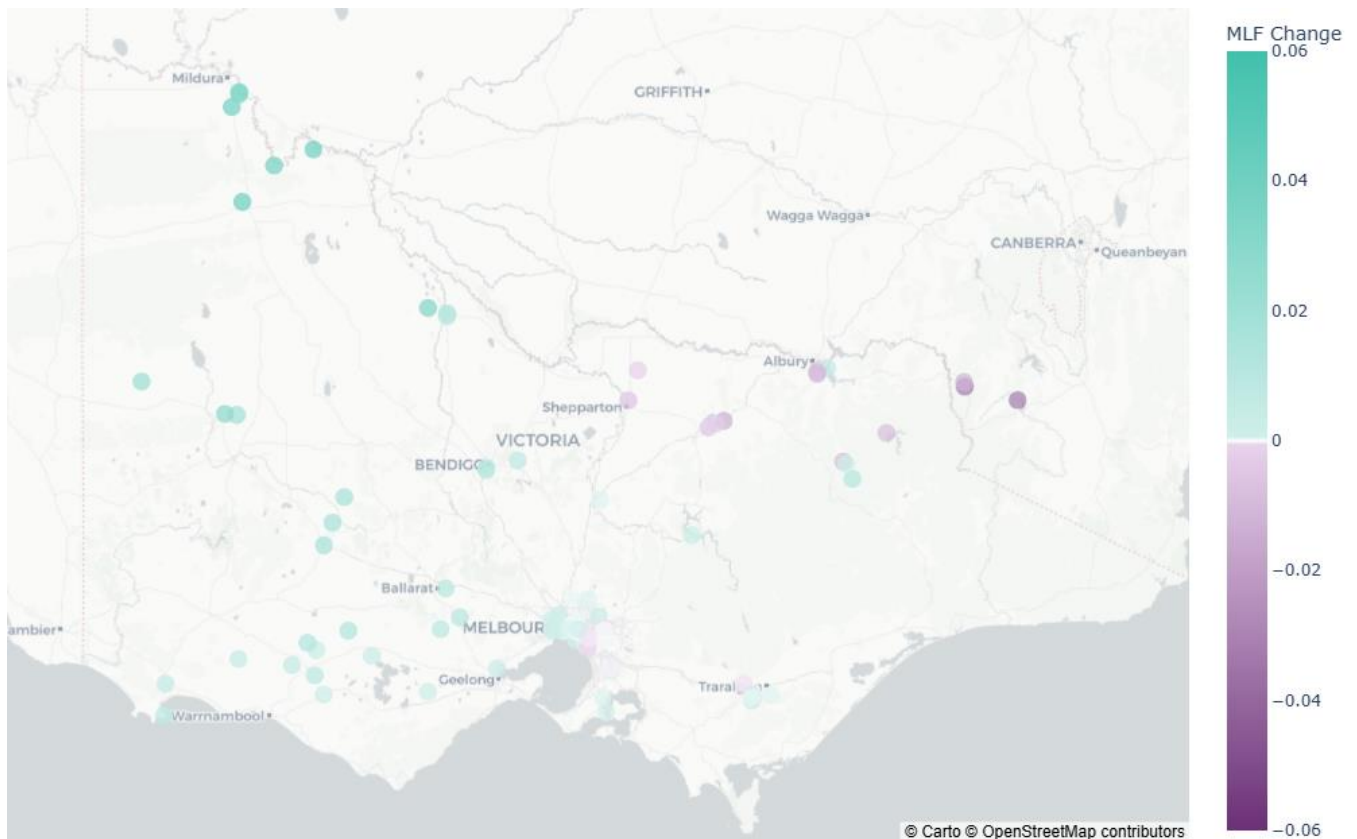 MLF Change
0.06
0.04
0.02
0
−0.02
−0.04
−0.06
Mildura
GRIFFITH
Wagga Wagga
CANBERRA
Queanbeyan
Albury
Shepparton
VICTORIA
BENDIGO
Ballarat
ambier
MELBOUR
Geelong
Traral
Warrnambool
© Carto © OpenStreetMap contributors